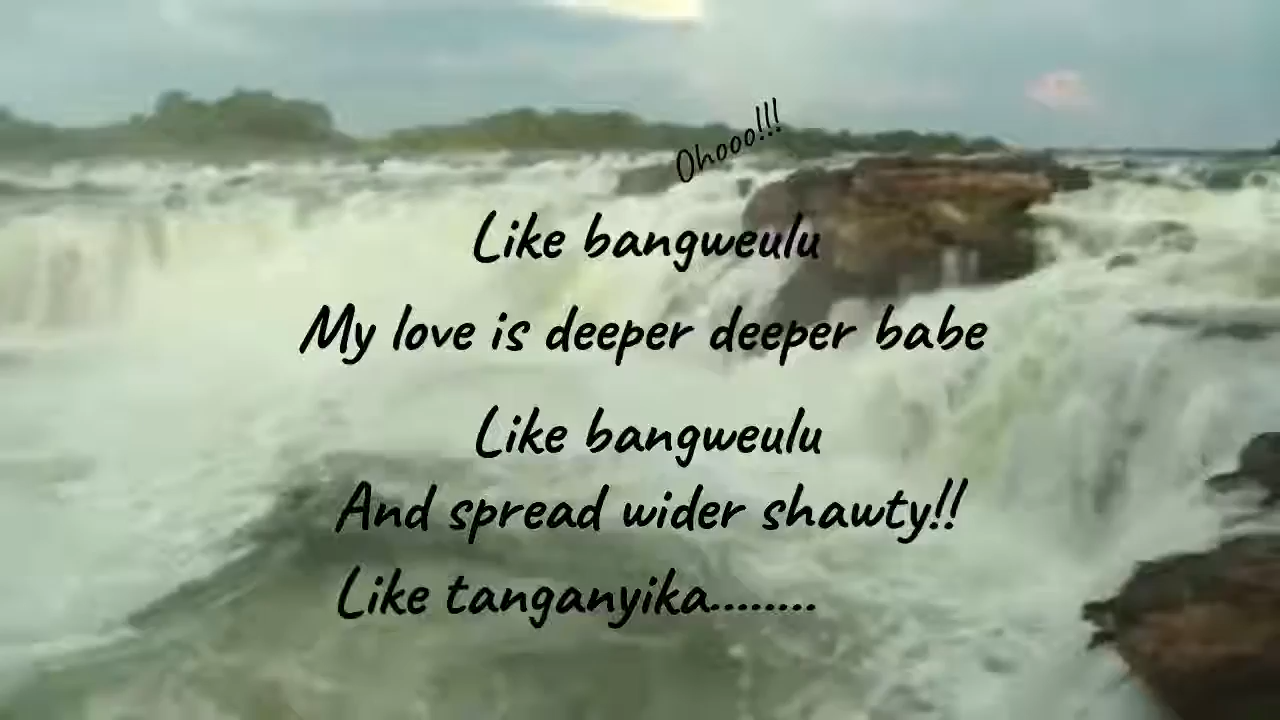 Ohooo!!!
Like bangweulu
My love is deeper deeper babe
Like bangweulu
And spread wider shawty!!
Like tanganyika........